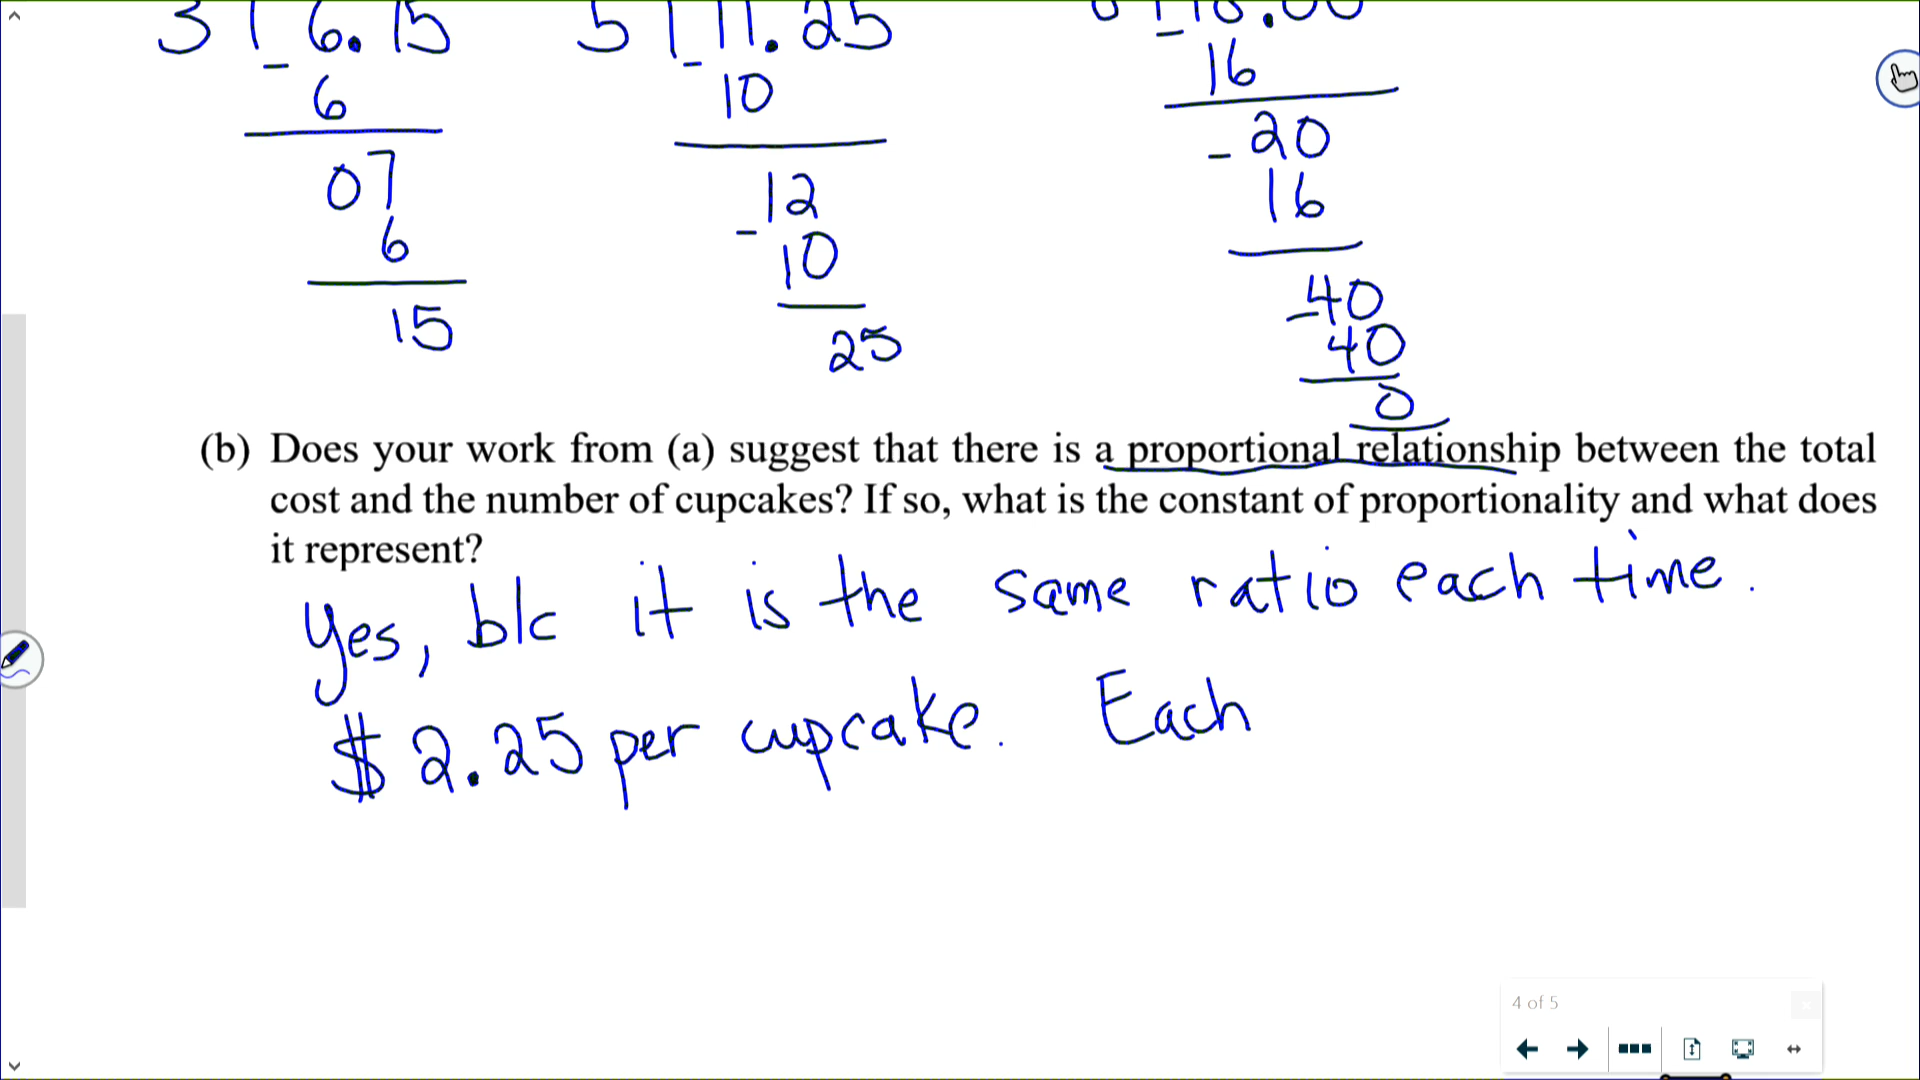 3 6.15 5 11.25
- 6 - 10 - 16
07 12 - 20
6 - 10 16
15 25 - 40
40
0
(b) Does your work from (a) suggest that there is a proportional relationship between the total
cost and the number of cupcakes? If so, what is the constant of proportionality and what does
it represent?
yes, b/c it is the same ratio each time.
$2.25 per cupcake. Each
4 of 5